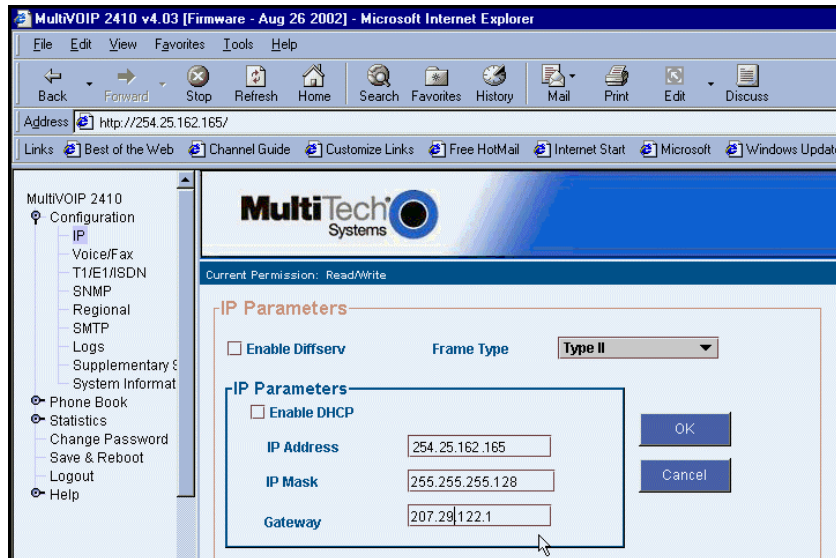 MultiVOIP 2410 v4.03 [Firmware - Aug 26 2002] - Microsoft Internet Explorer
File Edit View Favorites Tools Help
Back Forward Stop Refresh Home Search Favorites History Mail Print Edit Discuss
Address http://254.25.162.165/
Links Best of the Web Channel Guide Customize Links Free HotMail Internet Start Microsoft Windows Updat
MultiVOIP 2410
Configuration
IP
Voice/Fax
T1/E1/ISDN
SNMP
Regional
SMTP
Logs
Supplementary S
System Informat
Phone Book
Statistics
Change Password
Save & Reboot
Logout
Help
MultiTech
Systems
Current Permission: Read/Write
IP Parameters
Enable Diffserv Frame Type Type II
IP Parameters
Enable DHCP
IP Address 254.25.162.165
IP Mask 255.255.255.128
Gateway 207.29.122.1
OK
Cancel